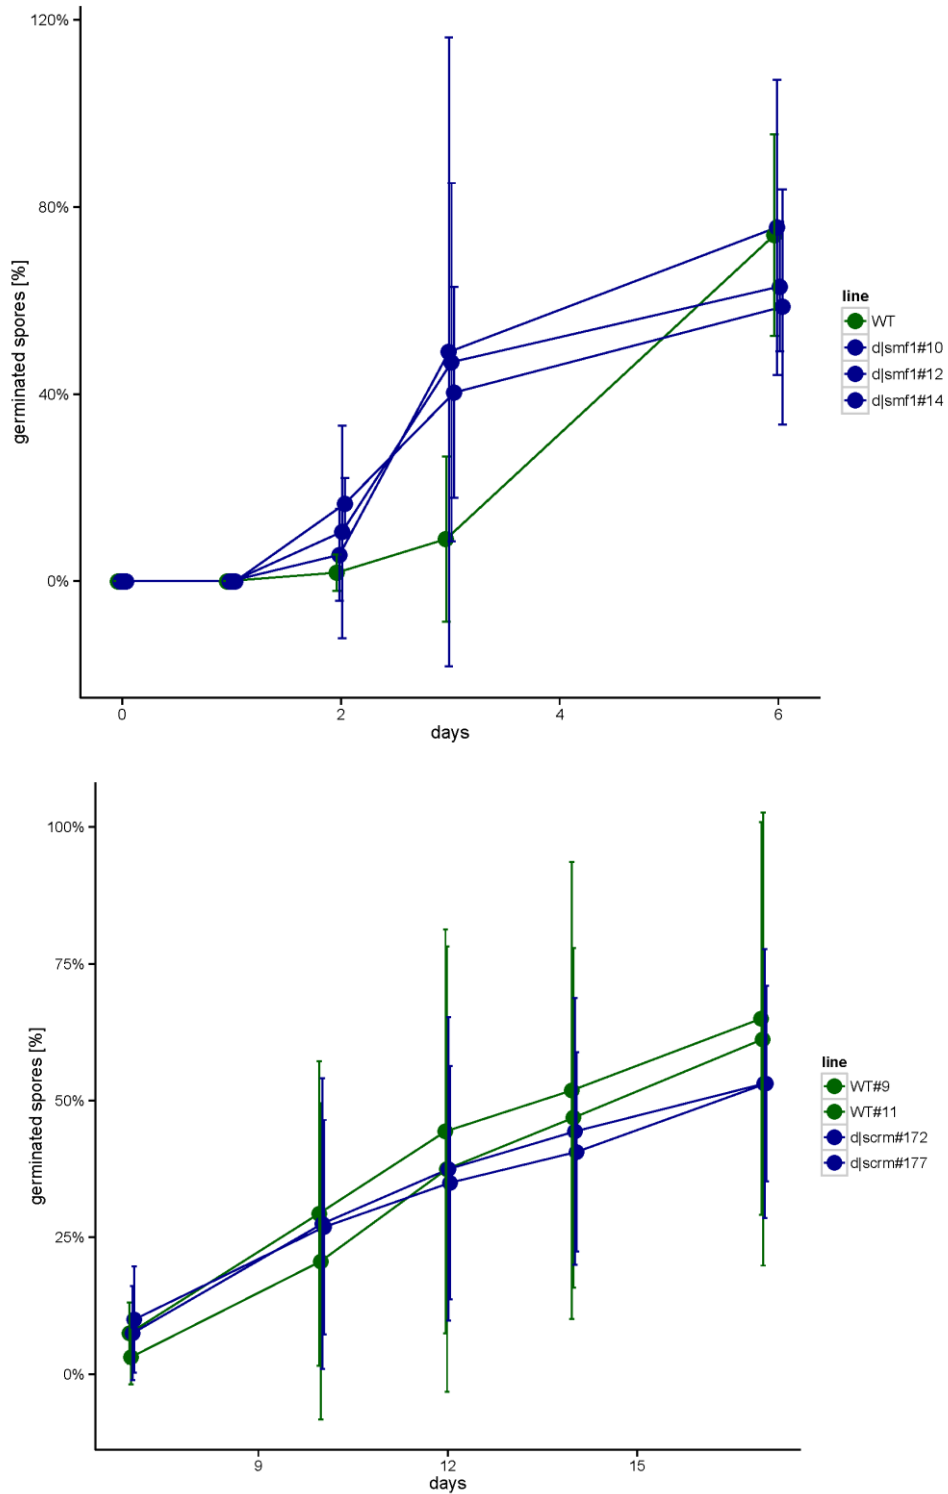 120%
80%
40%
0%
germinated spores [%]
0
2
4
6
days
line
WT
d|smf1#10
d|smf1#12
d|smf1#14
100%
75%
50%
25%
0%
germinated spores [%]
9
12
15
days
line
WT#9
WT#11
d|scrm#172
d|scrm#177